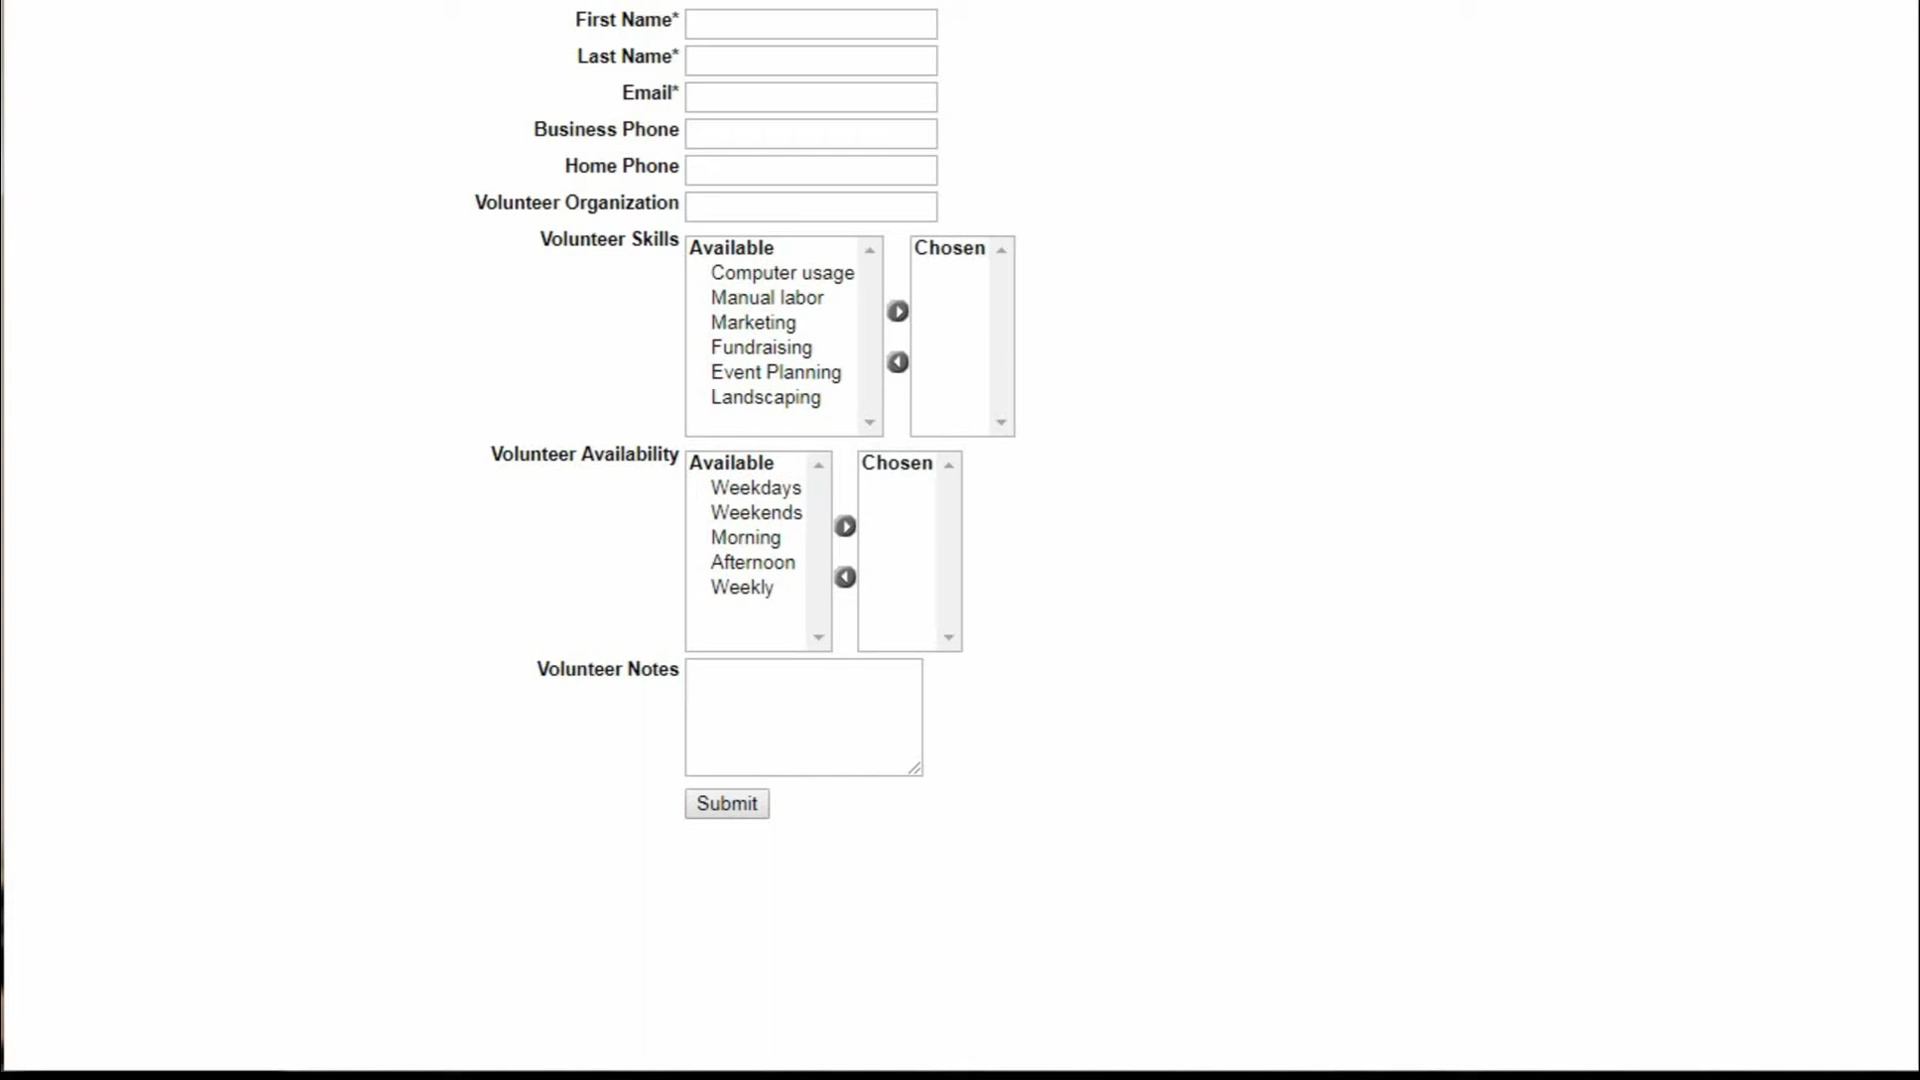 First Name*
Last Name*
Email*
Business Phone
Home Phone
Volunteer Organization
Volunteer Skills
Available
Computer usage
Manual labor
Marketing
Fundraising
Event Planning
Landscaping
Chosen
Volunteer Availability
Available
Weekdays
Weekends
Morning
Afternoon
Weekly
Chosen
Volunteer Notes
Submit